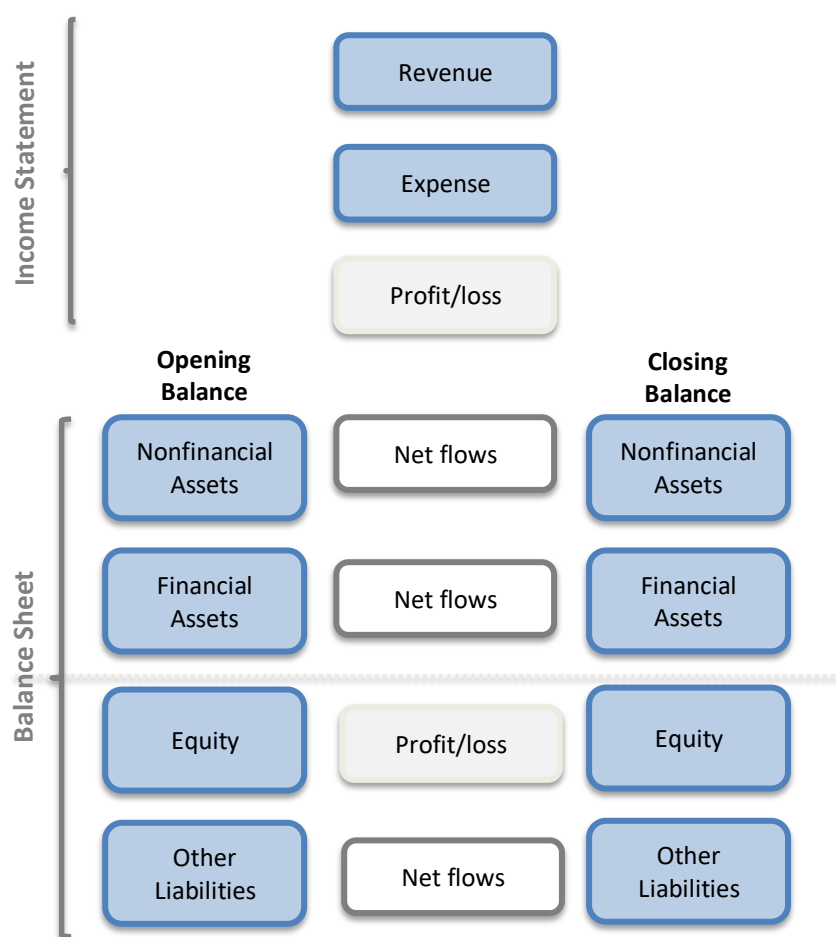 Income Statement
Revenue
Expense
Profit/loss
Opening
Balance
Closing
Balance
Balance Sheet
Nonfinancial
Assets
Net flows
Nonfinancial
Assets
Financial
Assets
Net flows
Financial
Assets
Equity
Profit/loss
Equity
Other
Liabilities
Net flows
Other
Liabilities